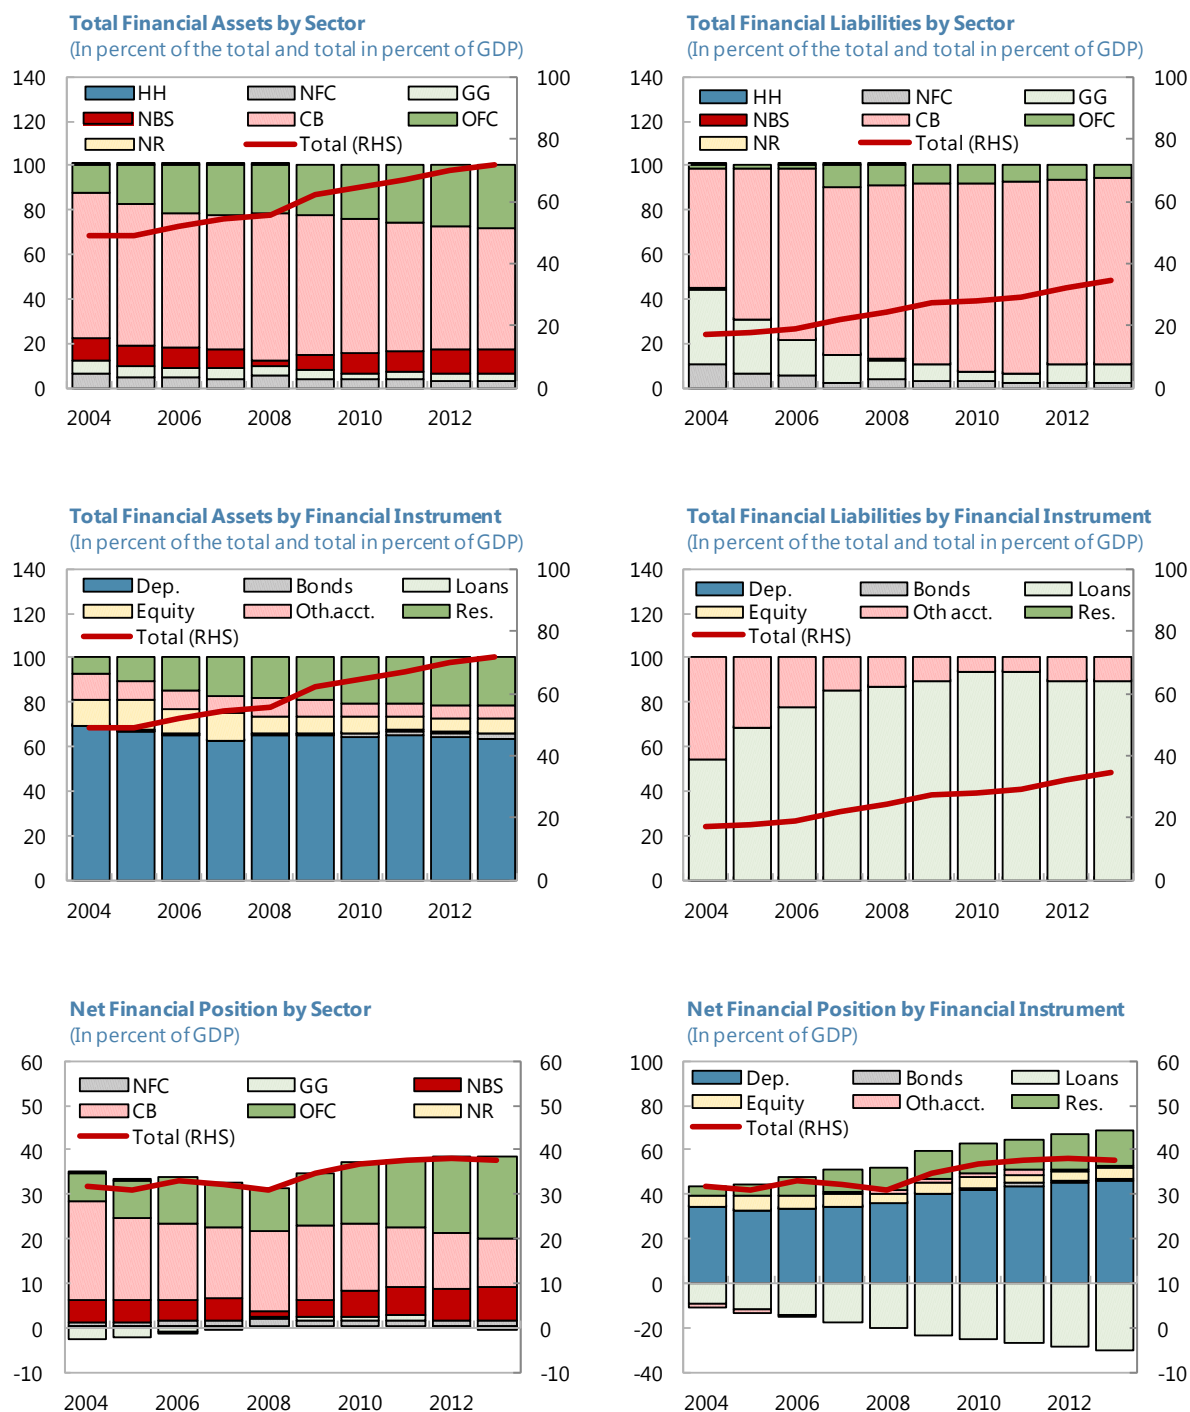 Total Financial Assets by Sector
(In percent of the total and total in percent of GDP)
140 100
HH NFC GG
120 NBS CB OFC 80
NR Total (RHS)
100
80 60
60 40
40
20 20
0 0
2004 2006 2008 2010 2012
Total Financial Liabilities by Sector
(In percent of the total and total in percent of GDP)
140 100
HH NFC GG
120 NBS CB OFC 80
NR Total (RHS)
100
80 60
60 40
40
20 20
0 0
2004 2006 2008 2010 2012
Total Financial Assets by Financial Instrument
(In percent of the total and total in percent of GDP)
140 100
Dep. Bonds Loans
120 Equity Oth.acct. Res. 80
Total (RHS)
100
80 60
60 40
40
20 20
0 0
2004 2006 2008 2010 2012
Total Financial Liabilities by Financial Instrument
(In percent of the total and total in percent of GDP)
140 100
Dep. Bonds Loans
120 Equity Oth acct. Res. 80
Total (RHS)
100
80 60
60 40
40
20 20
0 0
2004 2006 2008 2010 2012
Net Financial Position by Sector
(In percent of GDP)
60 60
NFC GG NBS
50 CB OFC NR 50
Total (RHS)
40 40
30 30
20 20
10 10
0 0
-10 -10
2004 2006 2008 2010 2012
Net Financial Position by Financial Instrument
(In percent of GDP)
100 60
Dep. Bonds Loans
80 Equity Oth.acct. Res. 50
Total (RHS)
60 40
40 30
20 20
0 10
-20 0
-40 -10
2004 2006 2008 2010 2012